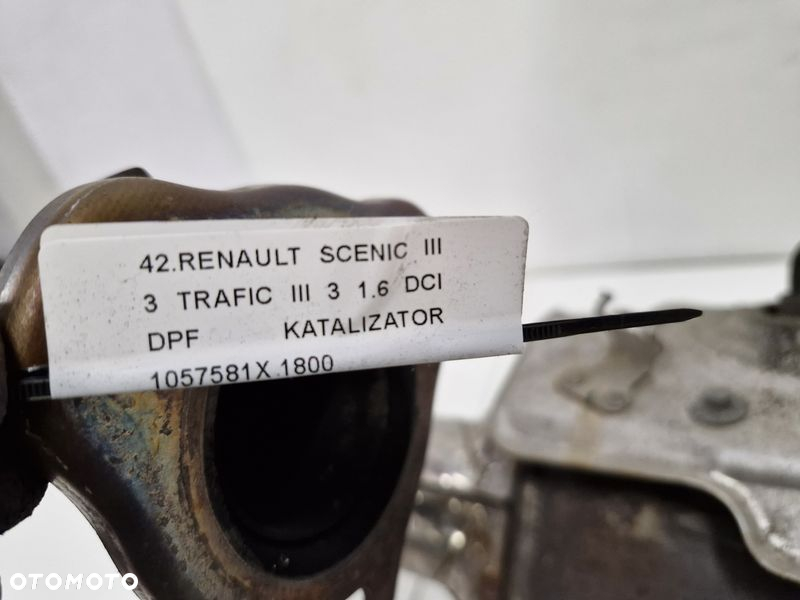 42.RENAULT SCENIC III
3 TRAFIC III 3 1.6 DCI
DPF KATALIZATOR
1057581X.1800
OTOMOTO